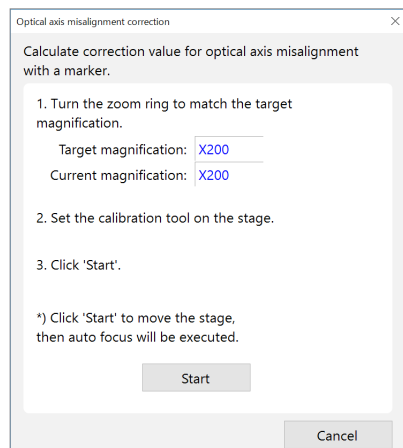 Optical axis misalignment correction
Calculate correction value for optical axis misalignment
with a marker.
1. Turn the zoom ring to match the target
magnification.
Target magnification: X200
Current magnification: X200
2. Set the calibration tool on the stage.
3. Click 'Start'.
*) Click 'Start' to move the stage,
then auto focus will be executed.
Start
Cancel